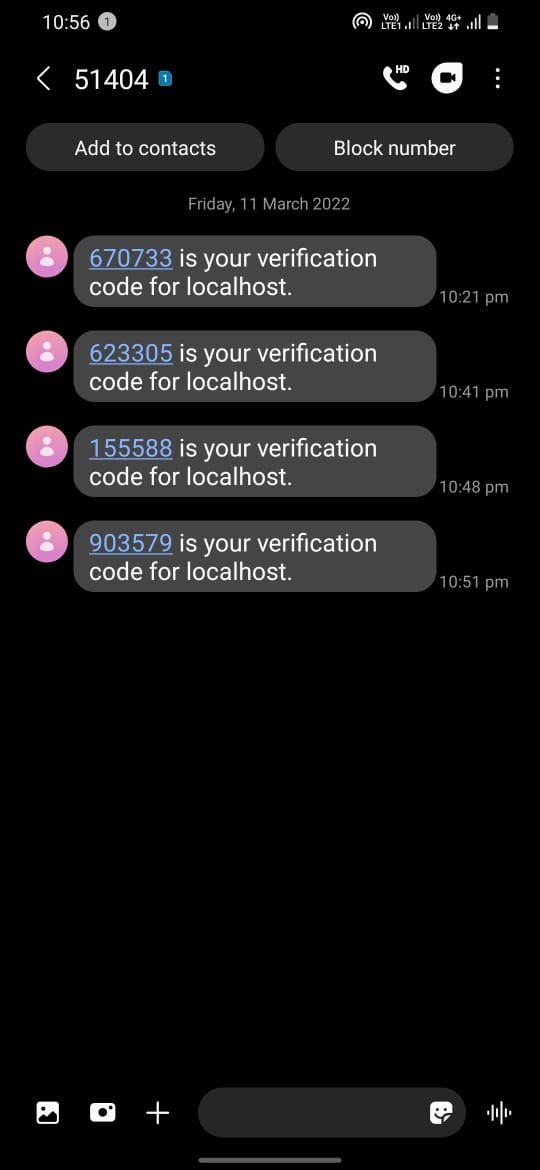 10:56 1 Vo) LTE1 Vo) LTE2 4G+
51404 1 HD
Add to contacts Block number
Friday, 11 March 2022
670733 is your verification
code for localhost.
10:21 pm
623305 is your verification
code for localhost.
10:41 pm
155588 is your verification
code for localhost.
10:48 pm
903579 is your verification
code for localhost.
10:51 pm